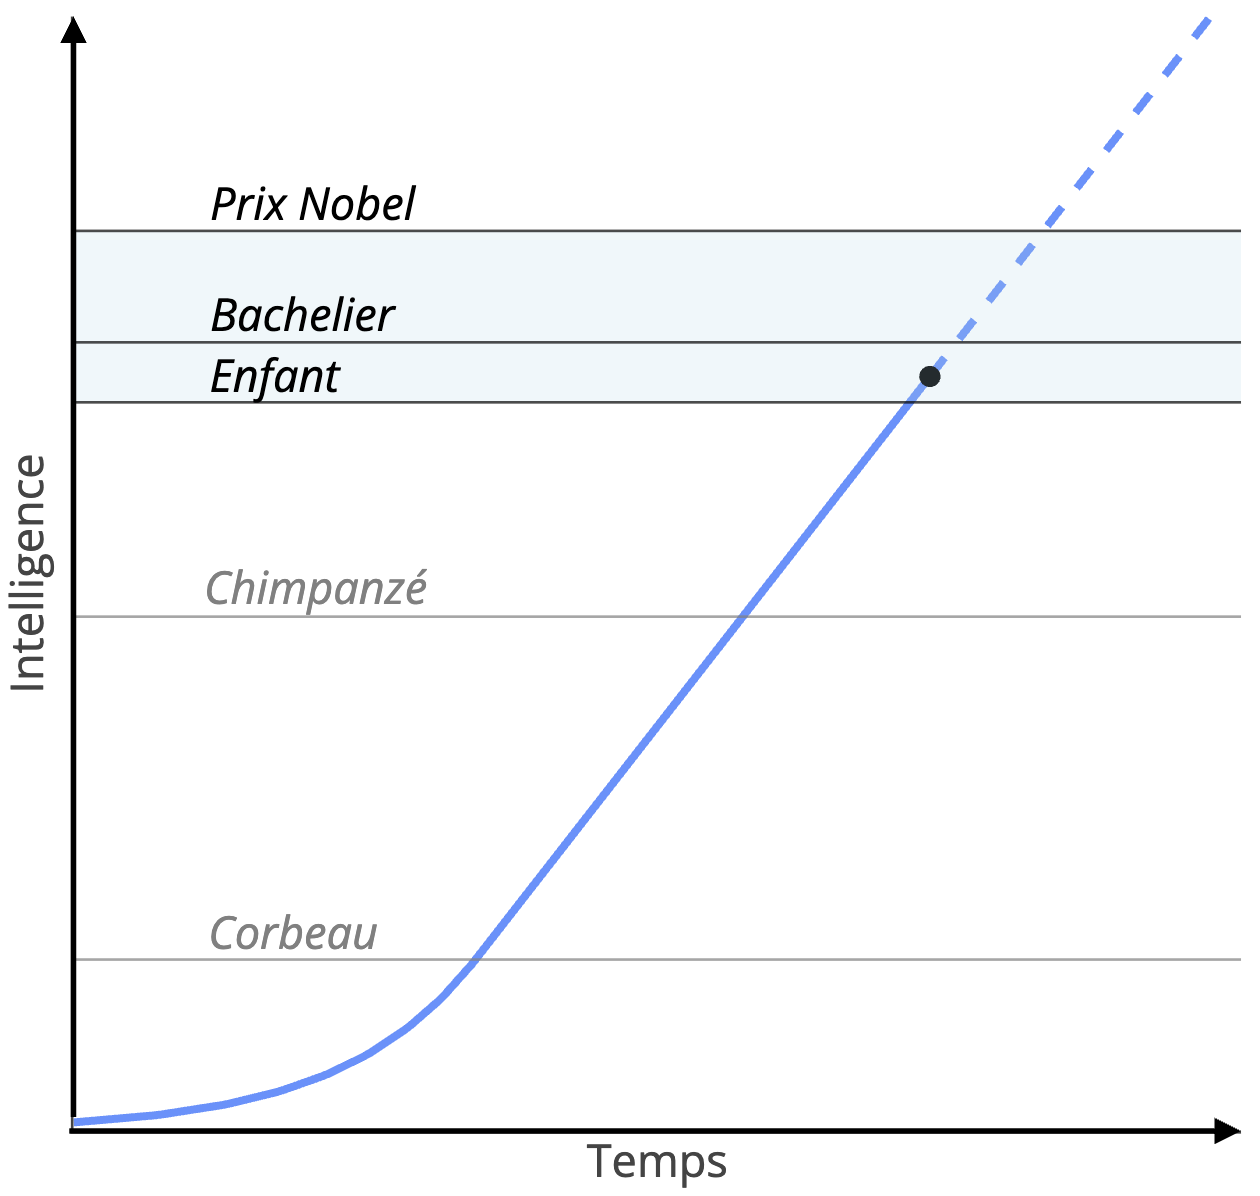 Prix Nobel
Bachelier
Enfant
Intelligence
Chimpanzé
Corbeau
Temps